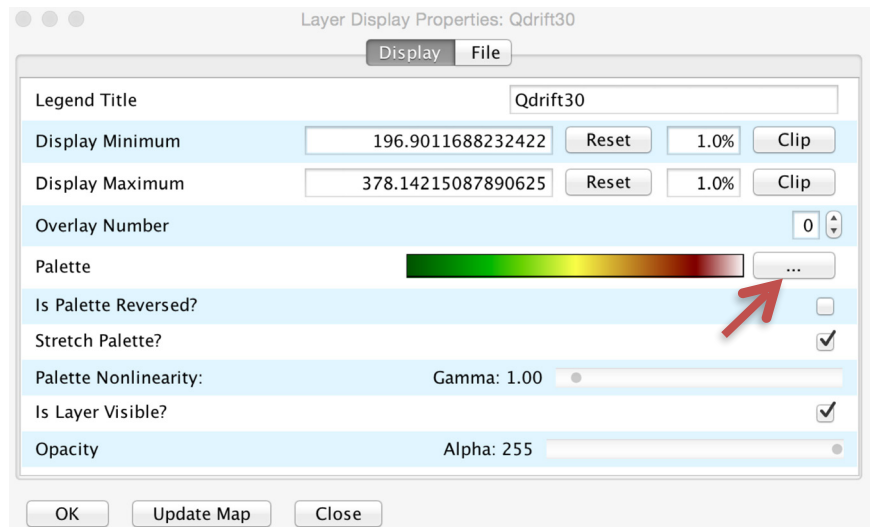 Layer Display Properties: Qdrift30
Display File
Legend Title Qdrift30
Display Minimum 196.9011688232422 Reset 1.0% Clip
Display Maximum 378.14215087890625 Reset 1.0% Clip
Overlay Number 0
Palette ...
Is Palette Reversed?
Stretch Palette?
Palette Nonlinearity: Gamma: 1.00
Is Layer Visible?
Opacity Alpha: 255
OK Update Map Close